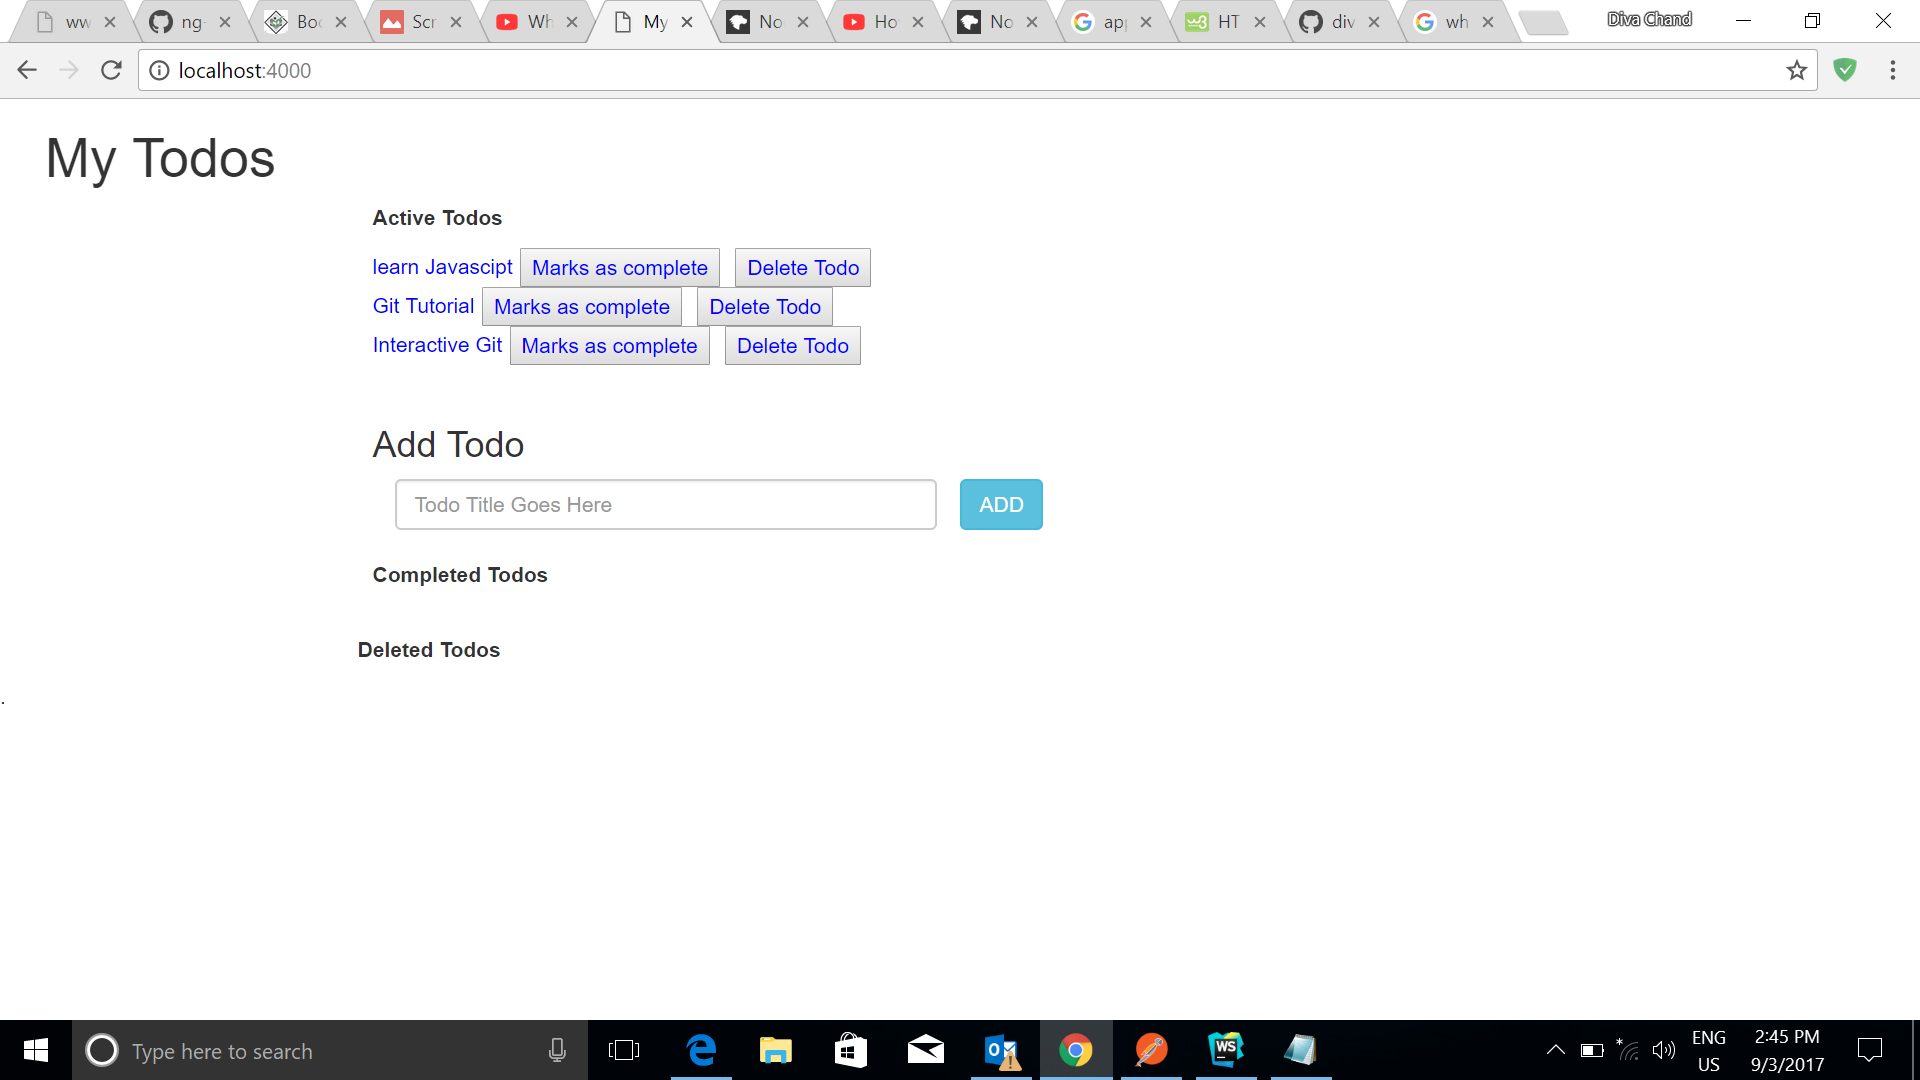 ww ng- Boo Scr Wh My No Ho No app HT div wh Diva Chand
localhost:4000
My Todos
Active Todos
learn Javascipt Marks as complete Delete Todo
Git Tutorial Marks as complete Delete Todo
Interactive Git Marks as complete Delete Todo
Add Todo
Todo Title Goes Here ADD
Completed Todos
Deleted Todos
.
Type here to search
ENG 2:45 PM
US 9/3/2017